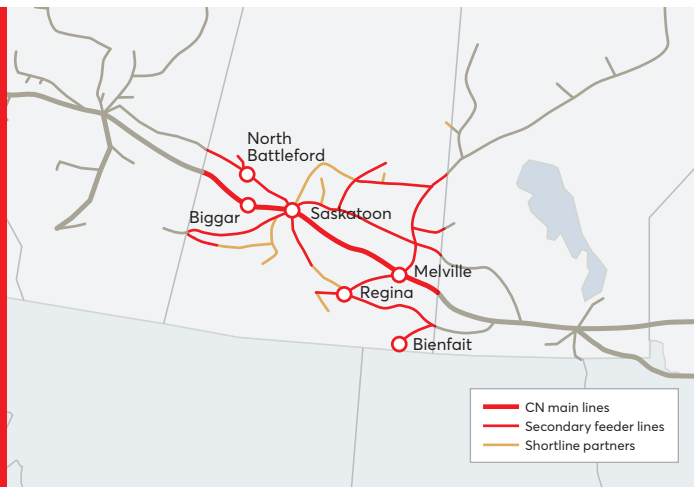 North
Battleford
Biggar
Saskatoon
Melville
Regina
Bienfait
CN main lines
Secondary feeder lines
Shortline partners